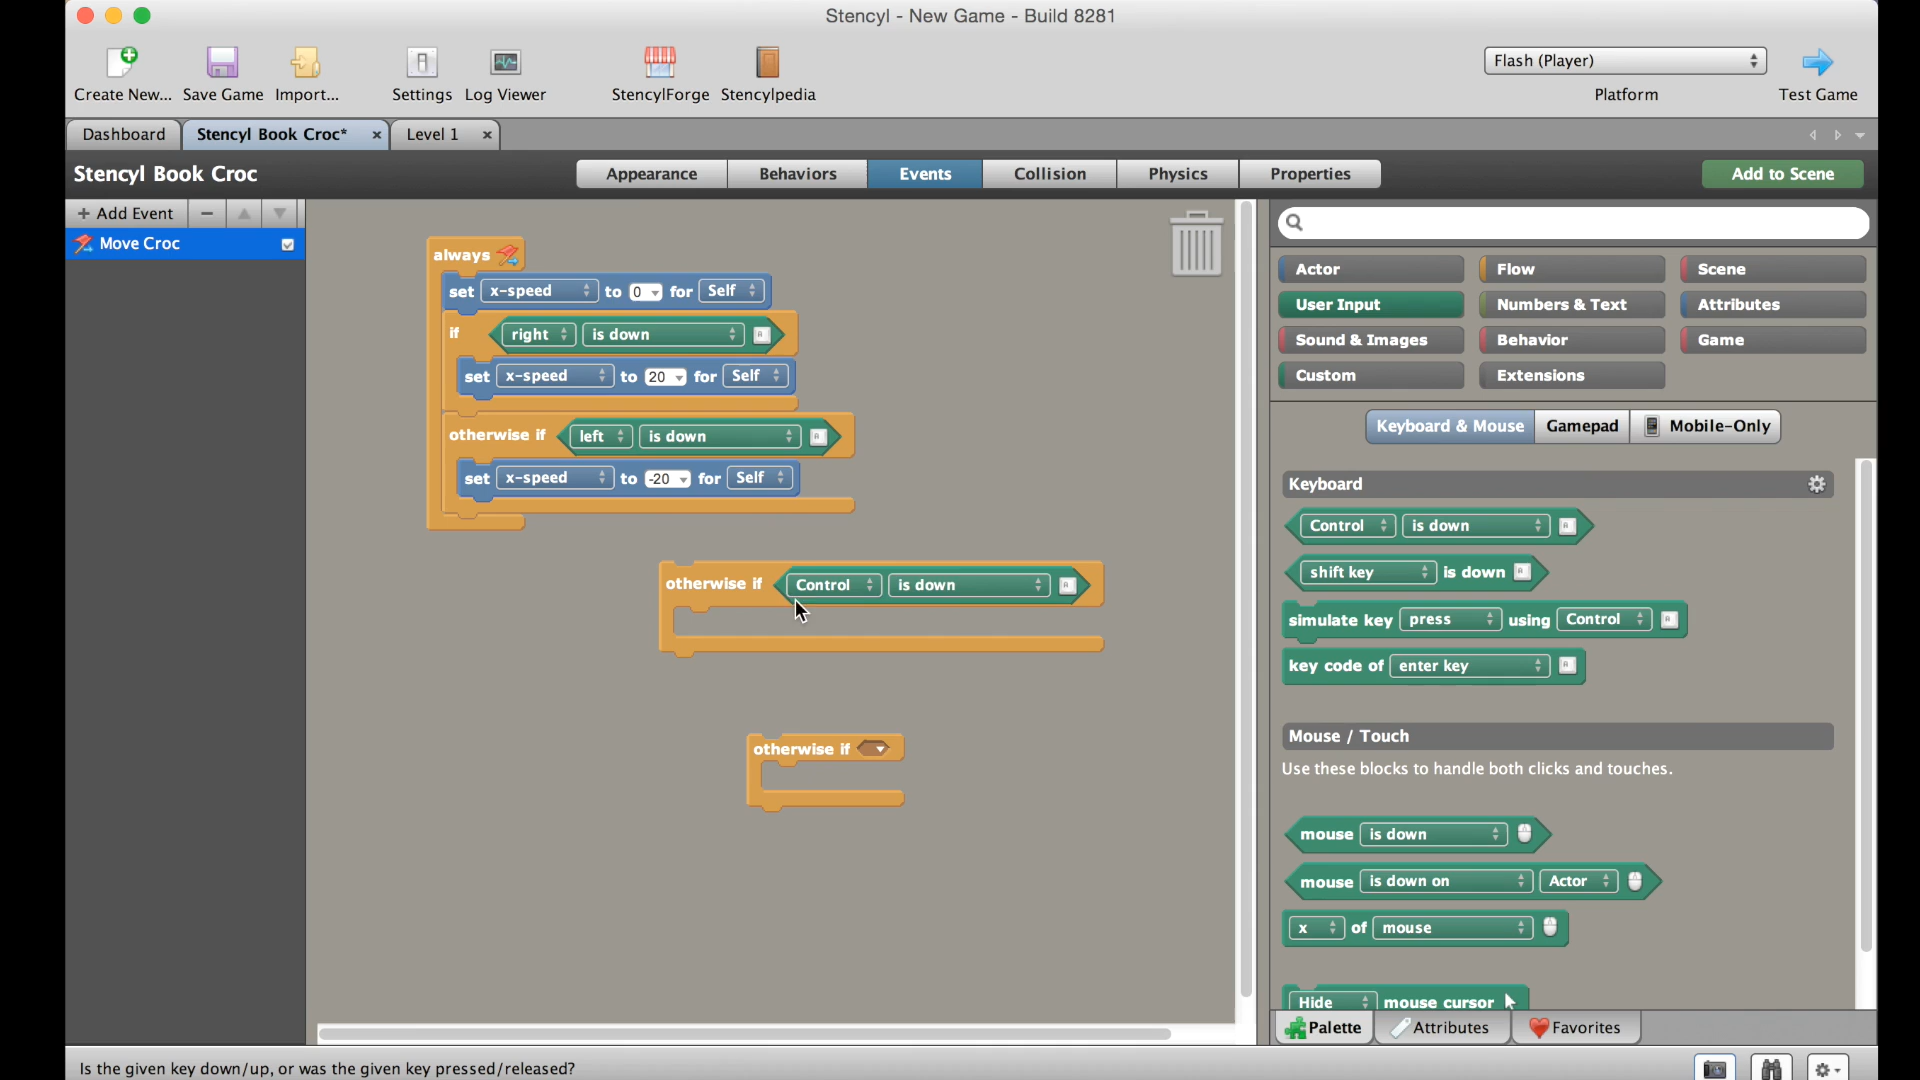 Stencyl - New Game - Build 8281
Create New... Save Game Import... Settings Log Viewer StencylForge Stencylpedia
Flash (Player)
Platform
Test Game
Dashboard Stencyl Book Croc* × Level 1 ×
Stencyl Book Croc
Appearance Behaviors Events Collision Physics Properties
Add to Scene
+ Add Event −
Move Croc
always
set x-speed to 0 for Self
if right is down
set x-speed to 20 for Self
otherwise if left is down
set x-speed to -20 for Self
otherwise if Control is down
otherwise if
Actor Flow Scene
User Input Numbers & Text Attributes
Sound & Images Behavior Game
Custom Extensions
Keyboard & Mouse Gamepad Mobile-Only
Keyboard
Control is down
shift key is down
simulate key press using Control
key code of enter key
Mouse / Touch
Use these blocks to handle both clicks and touches.
mouse is down
mouse is down on Actor
x of mouse
Hide mouse cursor
Palette Attributes Favorites
Is the given key down/up, or was the given key pressed/released?